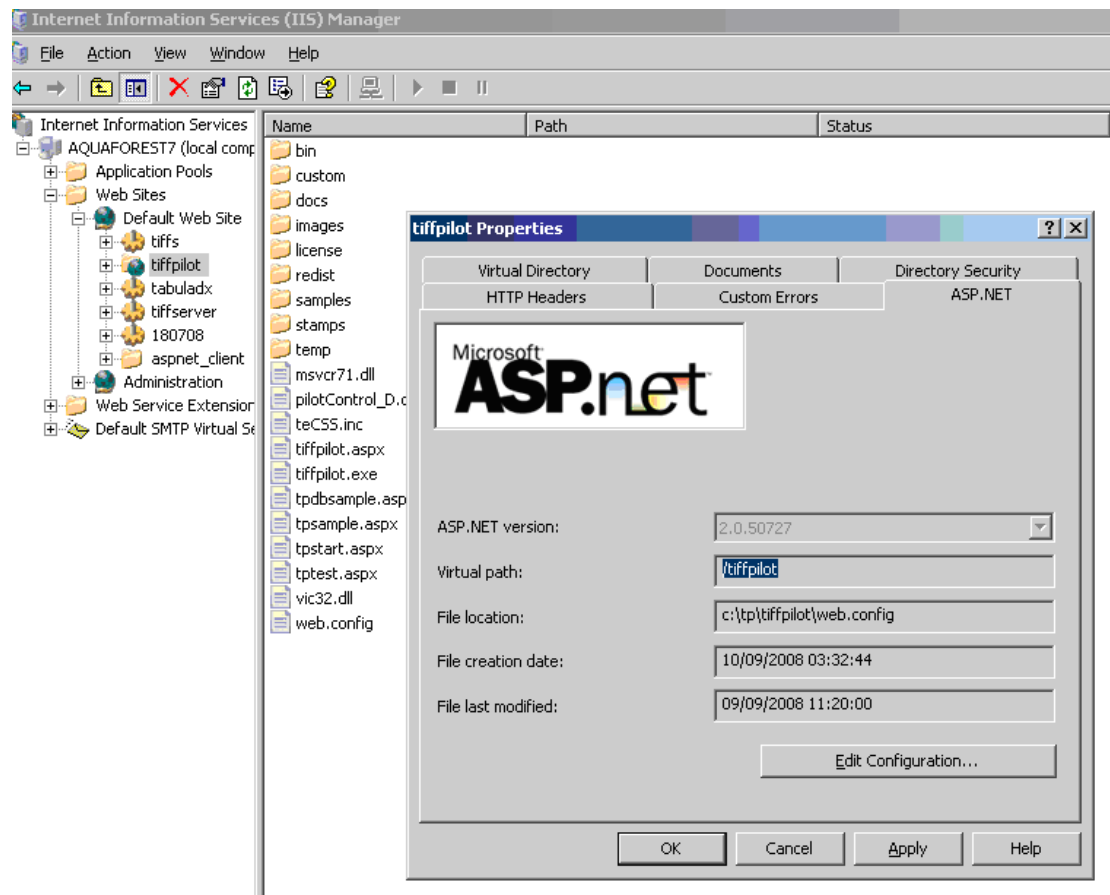 Internet Information Services (IIS) Manager
File Action View Window Help
Internet Information Services
AQUAFOREST7 (local comp
Application Pools
Web Sites
Default Web Site
tiffs
tiffpilot
tabuladx
tiffserver
180708
aspnet_client
Administration
Web Service Extension
Default SMTP Virtual Se
Name Path Status
bin
custom
docs
images
license
redist
samples
stamps
temp
msvcr71.dll
pilotControl_D.c
teCSS.inc
tiffpilot.aspx
tiffpilot.exe
tpdbsample.asp
tpsample.aspx
tpstart.aspx
tptest.aspx
vic32.dll
web.config
tiffpilot Properties
Virtual Directory Documents Directory Security
HTTP Headers Custom Errors ASP.NET
Microsoft
ASP.net
ASP.NET version: 2.0.50727
Virtual path: /tiffpilot
File location: c:\tp\tiffpilot\web.config
File creation date: 10/09/2008 03:32:44
File last modified: 09/09/2008 11:20:00
Edit Configuration...
OK Cancel Apply Help